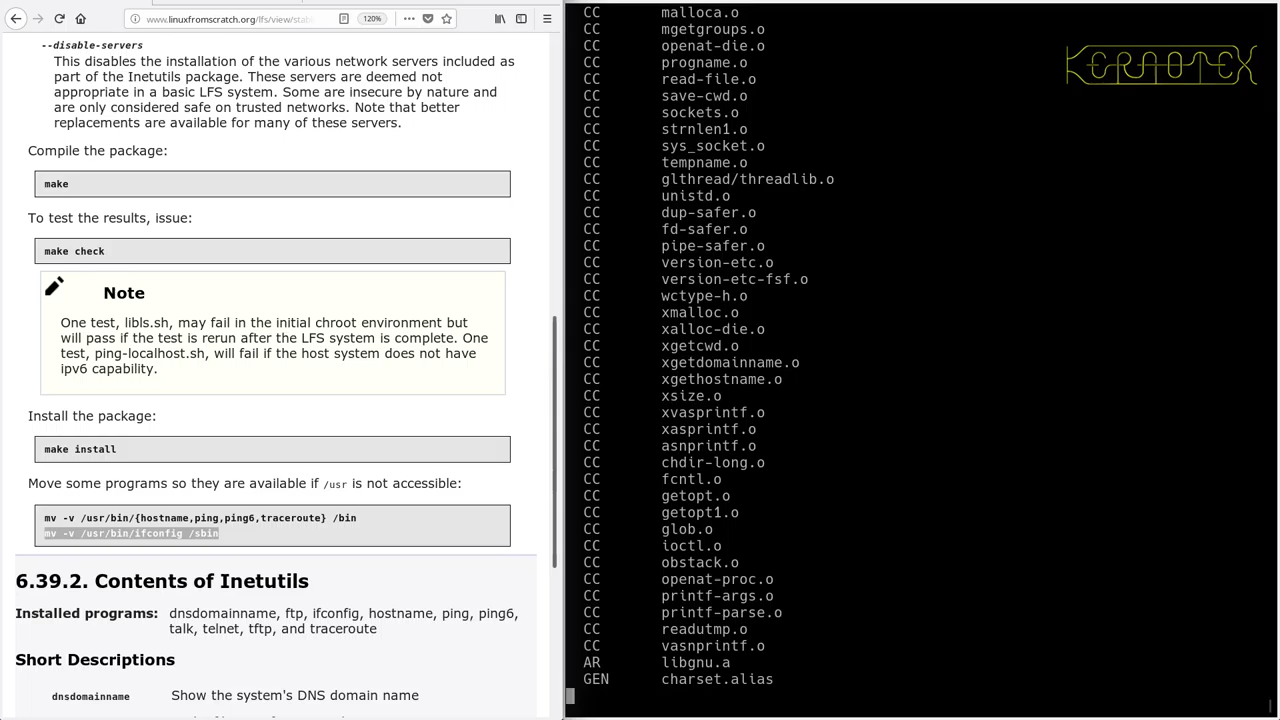 www.linuxfromscratch.org/lfs/view/stab
120%
--disable-servers
This disables the installation of the various network servers included as
part of the Inetutils package. These servers are deemed not
appropriate in a basic LFS system. Some are insecure by nature and
are only considered safe on trusted networks. Note that better
replacements are available for many of these servers.
Compile the package:
make
To test the results, issue:
make check
Note
One test, libls.sh, may fail in the initial chroot environment but
will pass if the test is rerun after the LFS system is complete. One
test, ping-localhost.sh, will fail if the host system does not have
ipv6 capability.
Install the package:
make install
Move some programs so they are available if /usr is not accessible:
mv -v /usr/bin/{hostname,ping,ping6,traceroute} /bin
mv -v /usr/bin/ifconfig /sbin
6.39.2. Contents of Inetutils
Installed programs: dnsdomainname, ftp, ifconfig, hostname, ping, ping6,
talk, telnet, tftp, and traceroute
Short Descriptions
dnsdomainname Show the system's DNS domain name
CC malloca.o
CC mgetgroups.o
CC openat-die.o
CC progname.o
CC read-file.o
CC save-cwd.o
CC sockets.o
CC strnlen1.o
CC sys_socket.o
CC tempname.o
CC glthread/threadlib.o
CC unistd.o
CC dup-safer.o
CC fd-safer.o
CC pipe-safer.o
CC version-etc.o
CC version-etc-fsf.o
CC wctype-h.o
CC xmalloc.o
CC xalloc-die.o
CC xgetcwd.o
CC xgetdomainname.o
CC xgethostname.o
CC xsize.o
CC xvasprintf.o
CC xasprintf.o
CC asnprintf.o
CC chdir-long.o
CC fcntl.o
CC getopt.o
CC getopt1.o
CC glob.o
CC ioctl.o
CC obstack.o
CC openat-proc.o
CC printf-args.o
CC printf-parse.o
CC readutmp.o
CC vasnprintf.o
AR libgnu.a
GEN charset.alias